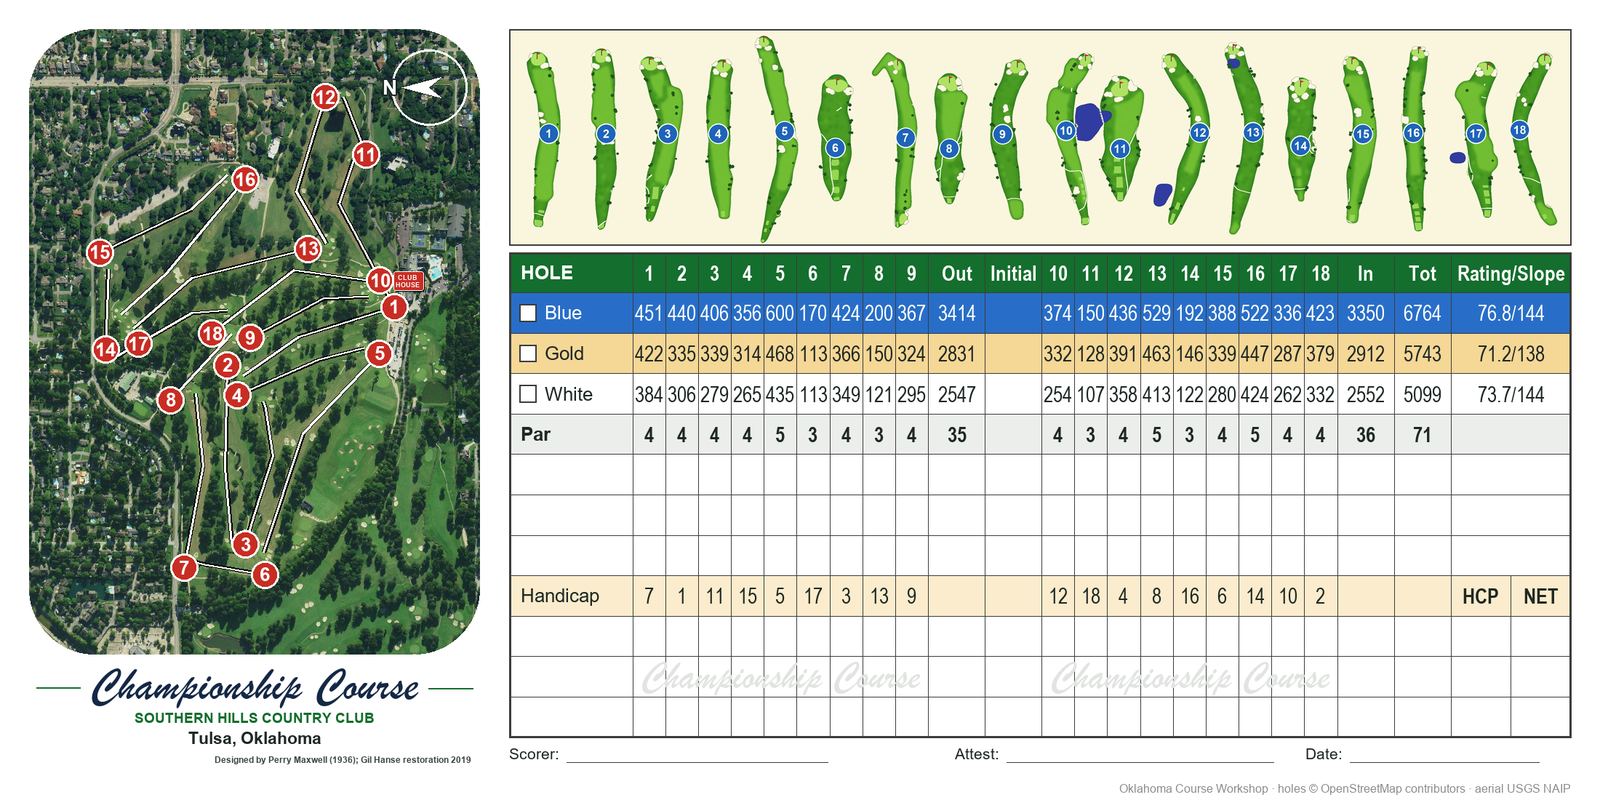 N
12
11
16
15
13
10
CLUB
HOUSE
1
14
17
18
9
5
2
4
8
3
7
6
Championship Course
SOUTHERN HILLS COUNTRY CLUB
Tulsa, Oklahoma
Designed by Perry Maxwell (1936); Gil Hanse restoration 2019
1 2 3 4 5 6 7 8 9 10 11 12 13 14 15 16 17 18
HOLE 1 2 3 4 5 6 7 8 9 Out Initial 10 11 12 13 14 15 16 17 18 In Tot Rating/Slope
Blue 451 440 406 356 600 170 424 200 367 3414 374 150 436 529 192 388 522 336 423 3350 6764 76.8/144
Gold 422 335 339 314 468 113 366 150 324 2831 332 128 391 463 146 339 447 287 379 2912 5743 71.2/138
White 384 306 279 265 435 113 349 121 295 2547 254 107 358 413 122 280 424 262 332 2552 5099 73.7/144
Par 4 4 4 4 5 3 4 3 4 35 4 3 4 5 3 4 5 4 4 36 71
Handicap 7 1 11 15 5 17 3 13 9 12 18 4 8 16 6 14 10 2 HCP NET
Championship Course Championship Course
Scorer: Attest: Date:
Oklahoma Course Workshop · holes © OpenStreetMap contributors · aerial USGS NAIP